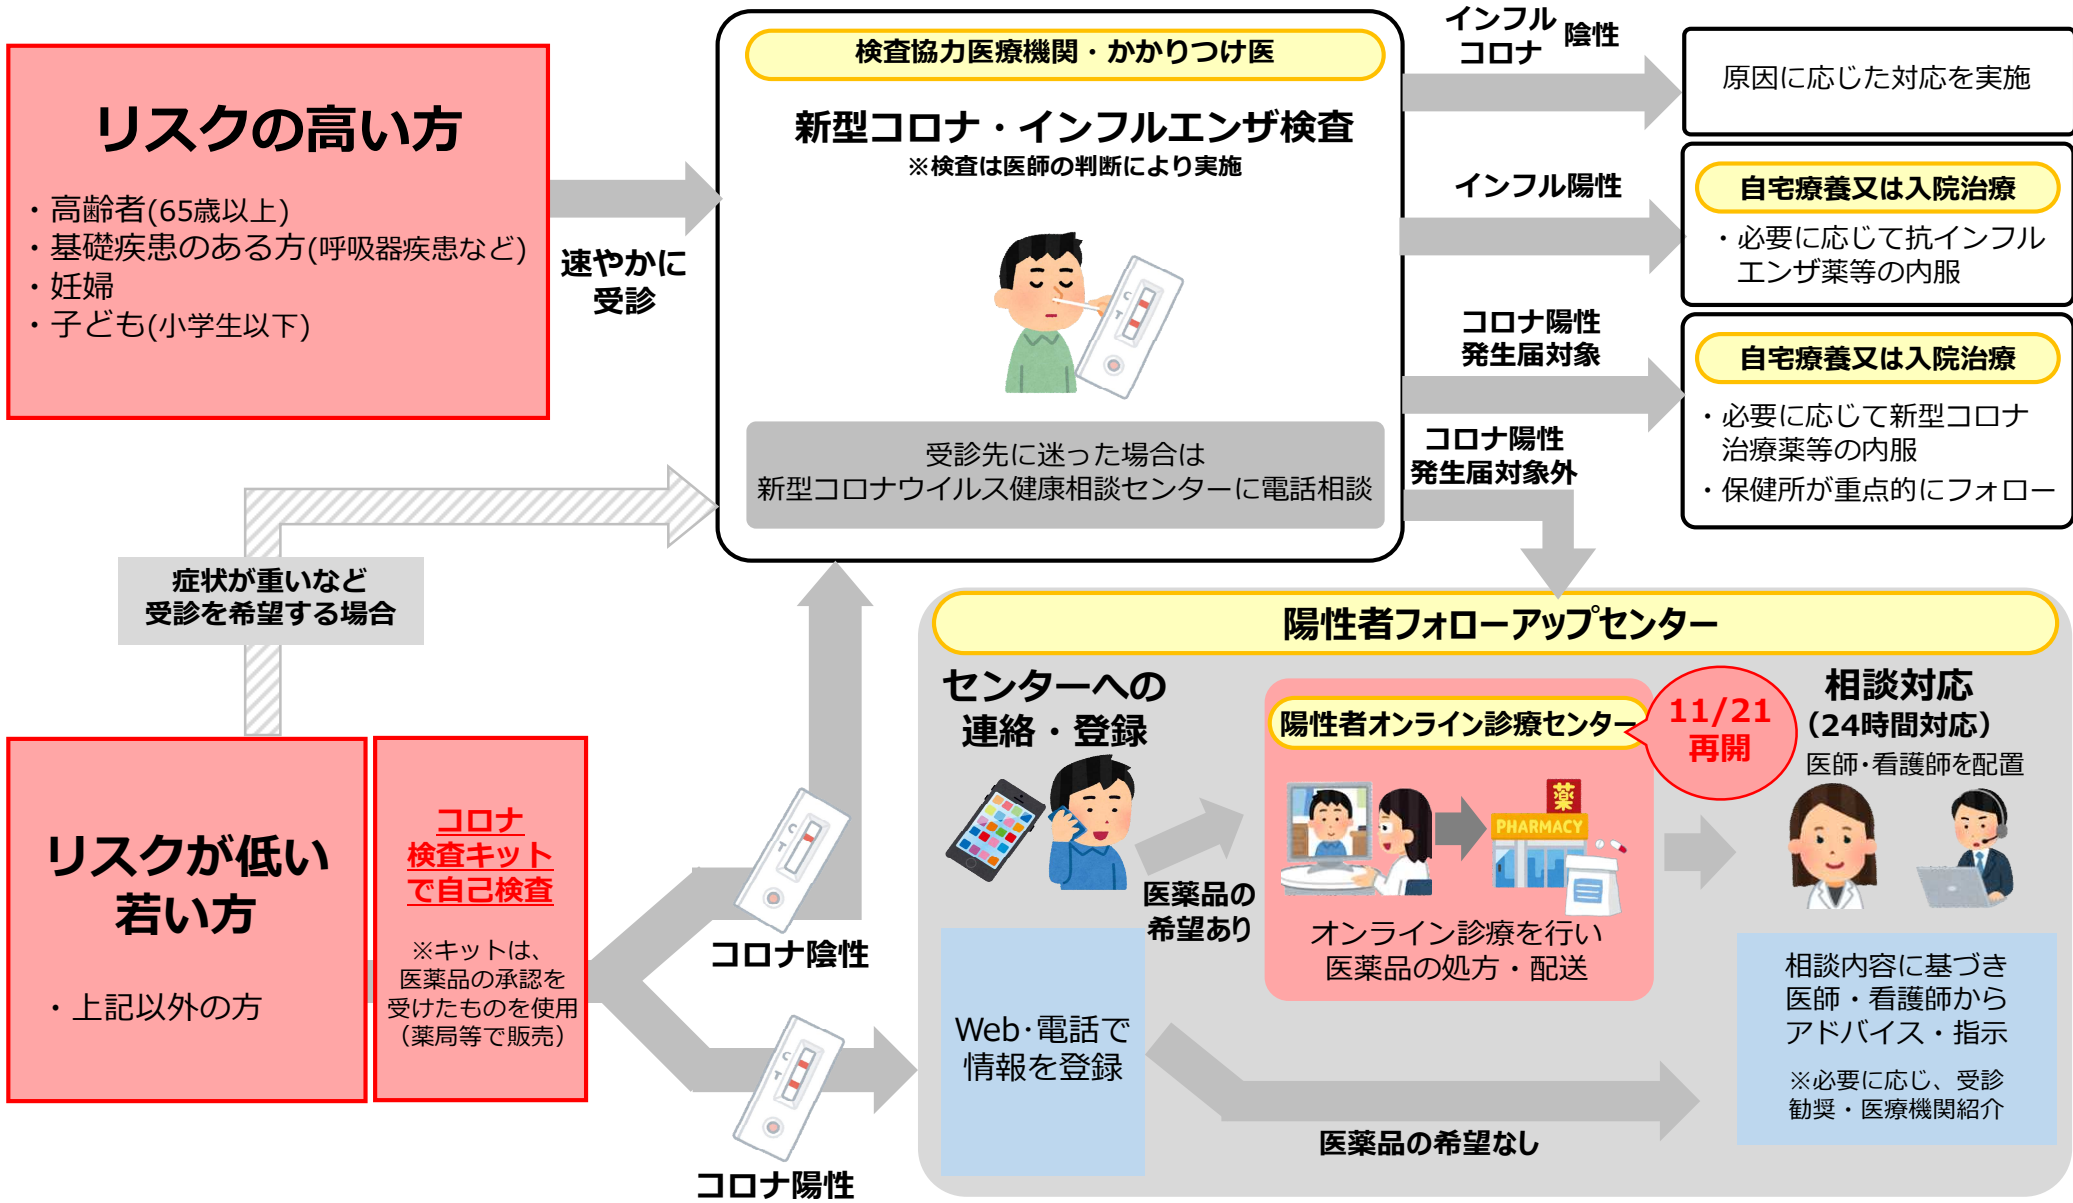 リスクの高い方
・高齢者(65歳以上)
・基礎疾患のある方(呼吸器疾患など)
・妊婦
・子ども(小学生以下)
速やかに
受診
検査協力医療機関・かかりつけ医
新型コロナ・インフルエンザ検査
※検査は医師の判断により実施
C
T
受診先に迷った場合は
新型コロナウイルス健康相談センターに電話相談
インフル
コロナ
陰性
原因に応じた対応を実施
インフル陽性
自宅療養又は入院治療
・必要に応じて抗インフル
エンザ薬等の内服
コロナ陽性
発生届対象
自宅療養又は入院治療
・必要に応じて新型コロナ
治療薬等の内服
・保健所が重点的にフォロー
コロナ陽性
発生届対象外
症状が重いなど
受診を希望する場合
リスクが低い
若い方
・上記以外の方
コロナ
検査キット
で自己検査
※キットは、
医薬品の承認を
受けたものを使用
（薬局等で販売）
C
T
コロナ陰性
C
T
コロナ陽性
陽性者フォローアップセンター
センターへの
連絡・登録
Web・電話で
情報を登録
医薬品の
希望あり
陽性者オンライン診療センター
11/21
再開
薬
PHARMACY
オンライン診療を行い
医薬品の処方・配送
医薬品の希望なし
相談対応
（24時間対応）
医師・看護師を配置
相談内容に基づき
医師・看護師から
アドバイス・指示
※必要に応じ、受診
勧奨・医療機関紹介